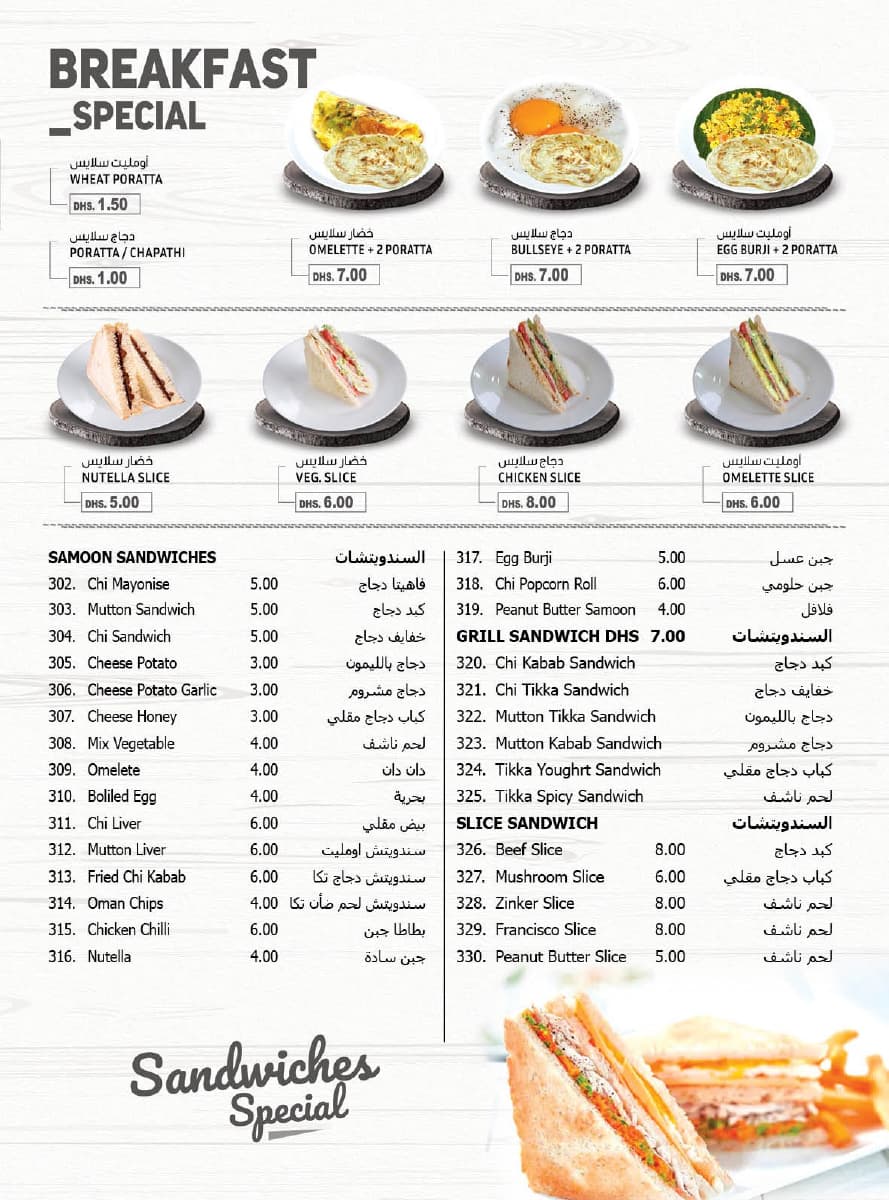 BREAKFAST
_SPECIAL
أومليت سلايس
WHEAT PORATTA
DHS. 1.50
دجاج سلايس
PORATTA / CHAPATHI
DHS. 1.00
خضار سلايس
OMELETTE + 2 PORATTA
DHS. 7.00
دجاج سلايس
BULLSEYE + 2 PORATTA
DHS. 7.00
أومليت سلايس
EGG BURJI + 2 PORATTA
DHS. 7.00
خضار سلايس
NUTELLA SLICE
DHS. 5.00
خضار سلايس
VEG. SLICE
DHS. 6.00
دجاج سلايس
CHICKEN SLICE
DHS. 8.00
أومليت سلايس
OMELETTE SLICE
DHS. 6.00
SAMOON SANDWICHES السندويتشات
302. Chi Mayonise 5.00 فاهيتا دجاج
303. Mutton Sandwich 5.00 كبد دجاج
304. Chi Sandwich 5.00 خفايف دجاج
305. Cheese Potato 3.00 دجاج بالليمون
306. Cheese Potato Garlic 3.00 دجاج مشروم
307. Cheese Honey 3.00 كباب دجاج مقلي
308. Mix Vegetable 4.00 لحم ناشف
309. Omelete 4.00 دان دان
310. Boliled Egg 4.00 بحرية
311. Chi Liver 6.00 بيض مقلي
312. Mutton Liver 6.00 سندويتش اومليت
313. Fried Chi Kabab 6.00 سندويتش دجاج تكا
314. Oman Chips 4.00 سندويتش لحم ضأن تكا
315. Chicken Chilli 6.00 بطاطا جبن
316. Nutella 4.00 جبن سادة
317. Egg Burji 5.00 جبن عسل
318. Chi Popcorn Roll 6.00 جبن حلومي
319. Peanut Butter Samoon 4.00 فلافل
GRILL SANDWICH DHS 7.00 السندويتشات
320. Chi Kabab Sandwich كبد دجاج
321. Chi Tikka Sandwich خفايف دجاج
322. Mutton Tikka Sandwich دجاج بالليمون
323. Mutton Kabab Sandwich دجاج مشروم
324. Tikka Youghrt Sandwich كباب دجاج مقلي
325. Tikka Spicy Sandwich لحم ناشف
SLICE SANDWICH السندويتشات
326. Beef Slice 8.00 كبد دجاج
327. Mushroom Slice 6.00 كباب دجاج مقلي
328. Zinker Slice 8.00 لحم ناشف
329. Francisco Slice 8.00 لحم ناشف
330. Peanut Butter Slice 5.00 لحم ناشف
Sandwiches
Special